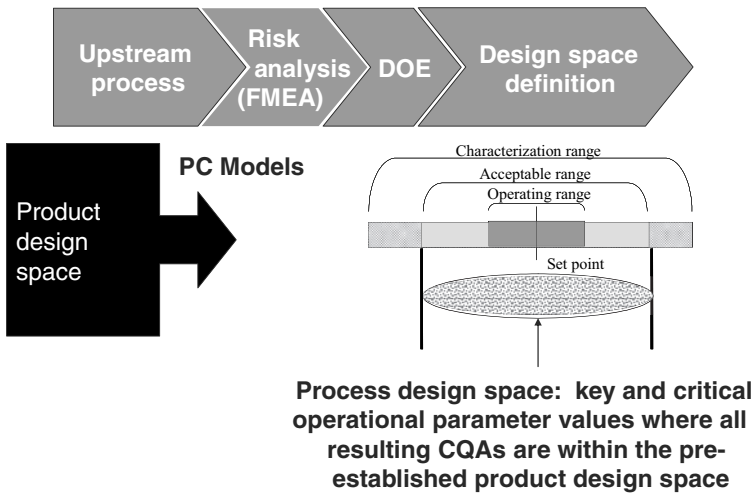 Upstream
process
Risk
analysis
(FMEA)
DOE
Design space
definition
PC Models
Product
design
space
Characterization range
Acceptable range
Operating range
Set point
Process design space: key and critical
operational parameter values where all
resulting CQAs are within the pre-
established product design space